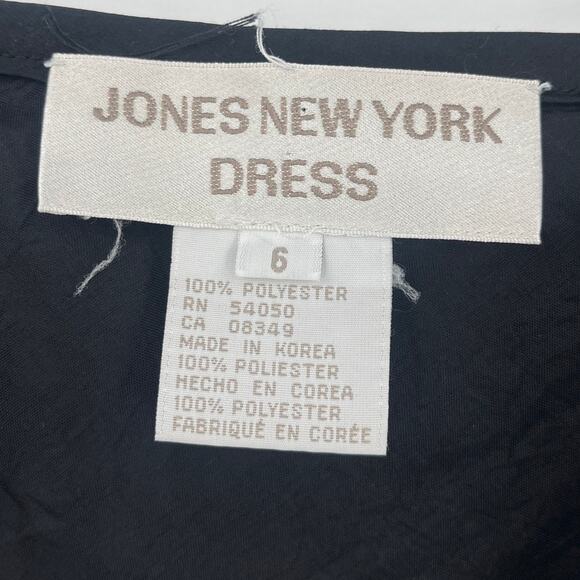 JONES NEW YORK
DRESS
6
100% POLYESTER
RN 54050
CA 08349
MADE IN KOREA
100% POLIESTER
HECHO EN COREA
100% POLYESTER
FABRIQUÉ EN CORÉE